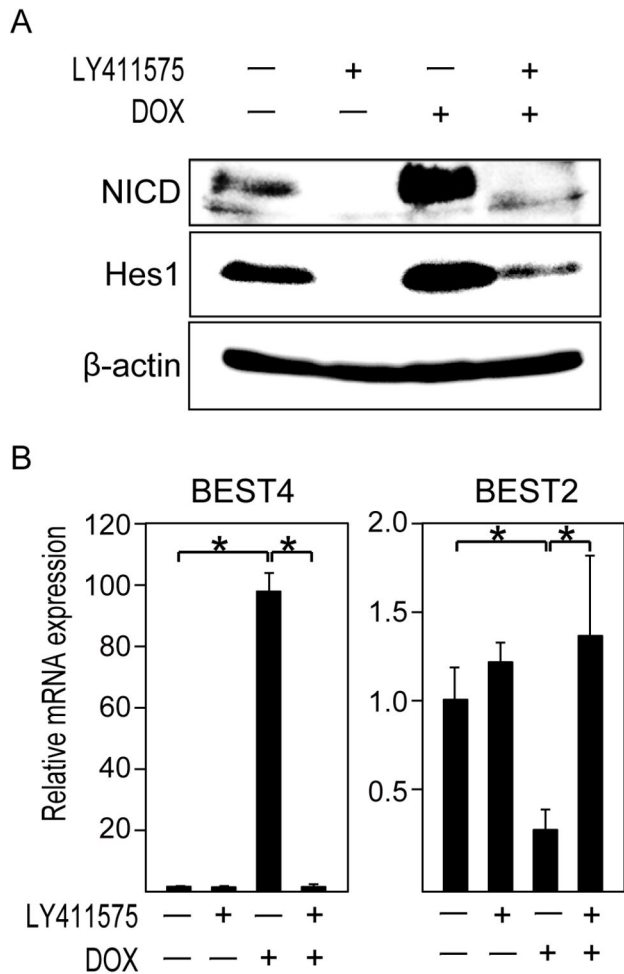 A
LY411575 — + — +
DOX — — + +
NICD
Hes1
β-actin
B
BEST4 BEST2
Relative mRNA expression
120
100
80
60
40
20
* *
2.0
1.5
1.0
0.5
* *
LY411575 — + — + — + — +
DOX — — + + — — + +